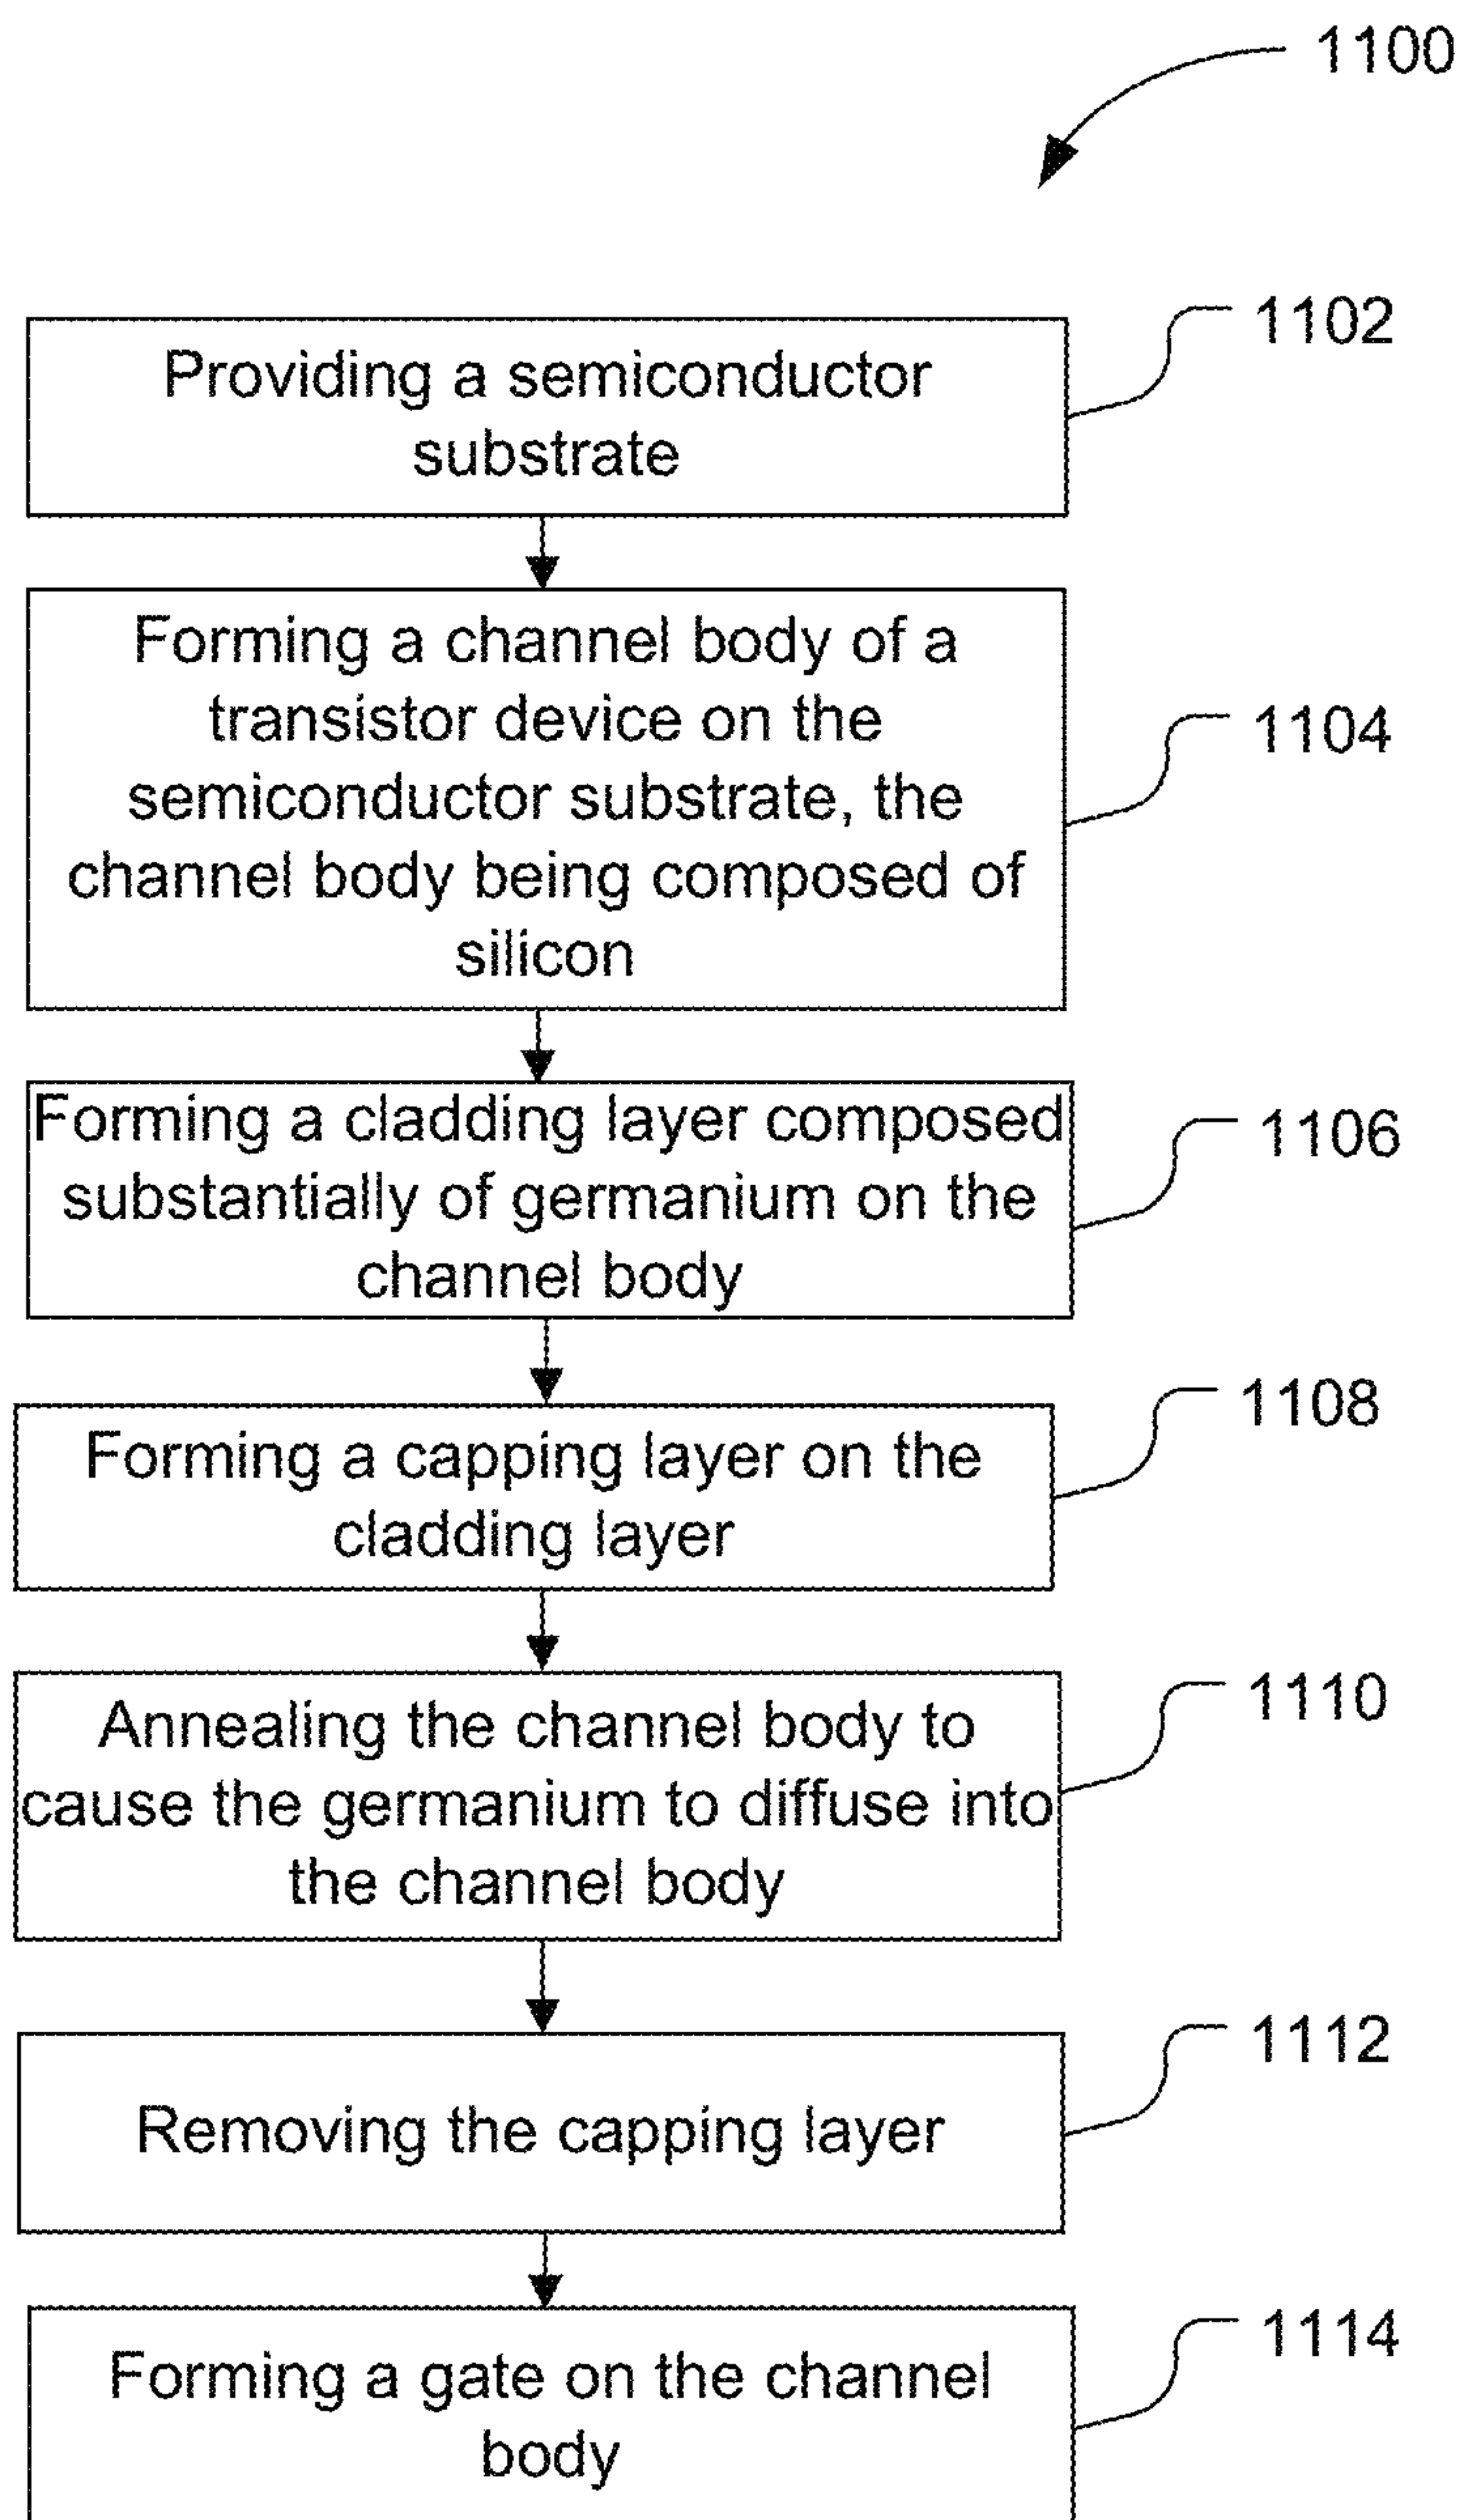 1100
1102
Providing a semiconductor
substrate
Forming a channel body of a
transistor device on the
semiconductor substrate, the
channel body being composed of
silicon
1104
Forming a cladding layer composed
substantially of germanium on the
channel body
1106
Forming a capping layer on the
cladding layer
1108
Annealing the channel body to
cause the germanium to diffuse into
the channel body
1110
Removing the capping layer
1112
Forming a gate on the channel
body
1114